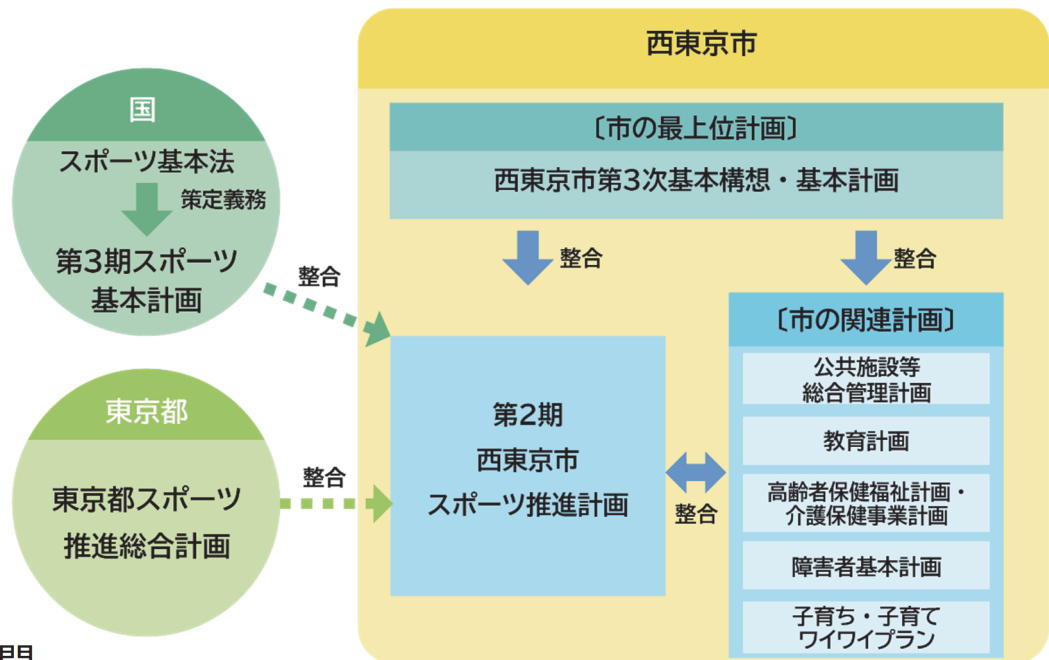 西東京市
国
スポーツ基本法
策定義務
第3期スポーツ
基本計画
整合
東京都
東京都スポーツ
推進総合計画
整合
〔市の最上位計画〕
西東京市第3次基本構想・基本計画
整合
整合
第2期
西東京市
スポーツ推進計画
整合
〔市の関連計画〕
公共施設等
総合管理計画
教育計画
高齢者保健福祉計画・
介護保健事業計画
障害者基本計画
子育ち・子育て
ワイワイプラン